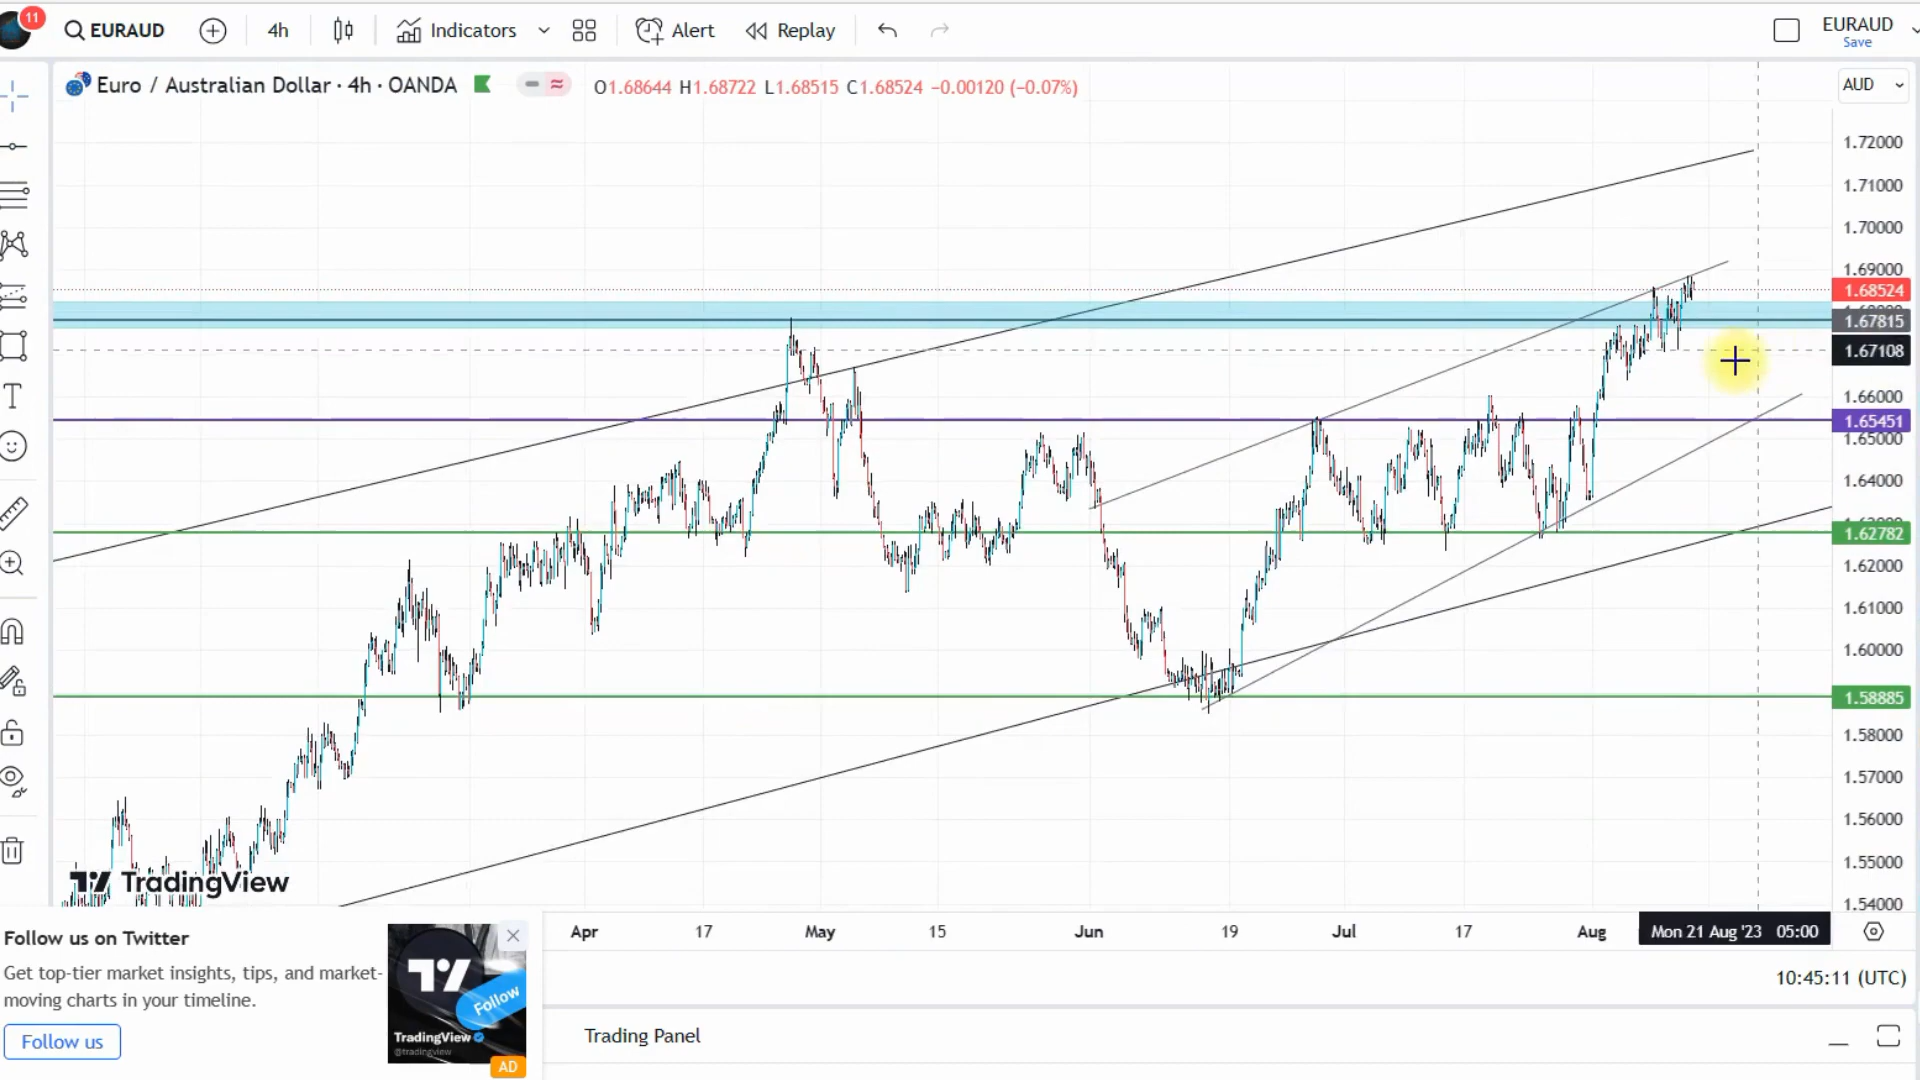 11
EURAUD
4h
Indicators
Alert
Replay
EURAUD
Save
Euro / Australian Dollar · 4h · OANDA
O1.68644 H1.68722 L1.68515 C1.68524 −0.00120 (−0.07%)
AUD
1.72000
1.71000
1.70000
1.69000
1.68524
1.67815
1.67108
1.66000
1.65451
1.65000
1.64000
1.62782
1.62000
1.61000
1.60000
1.58885
1.58000
1.57000
1.56000
1.55000
1.54000
TradingView
Apr 17 May 15 Jun 19 Jul 17 Aug Mon 21 Aug '23 05:00
Follow us on Twitter
Get top-tier market insights, tips, and market-
moving charts in your timeline.
Follow us
Follow
TradingView
@tradingview
AD
10:45:11 (UTC)
Trading Panel